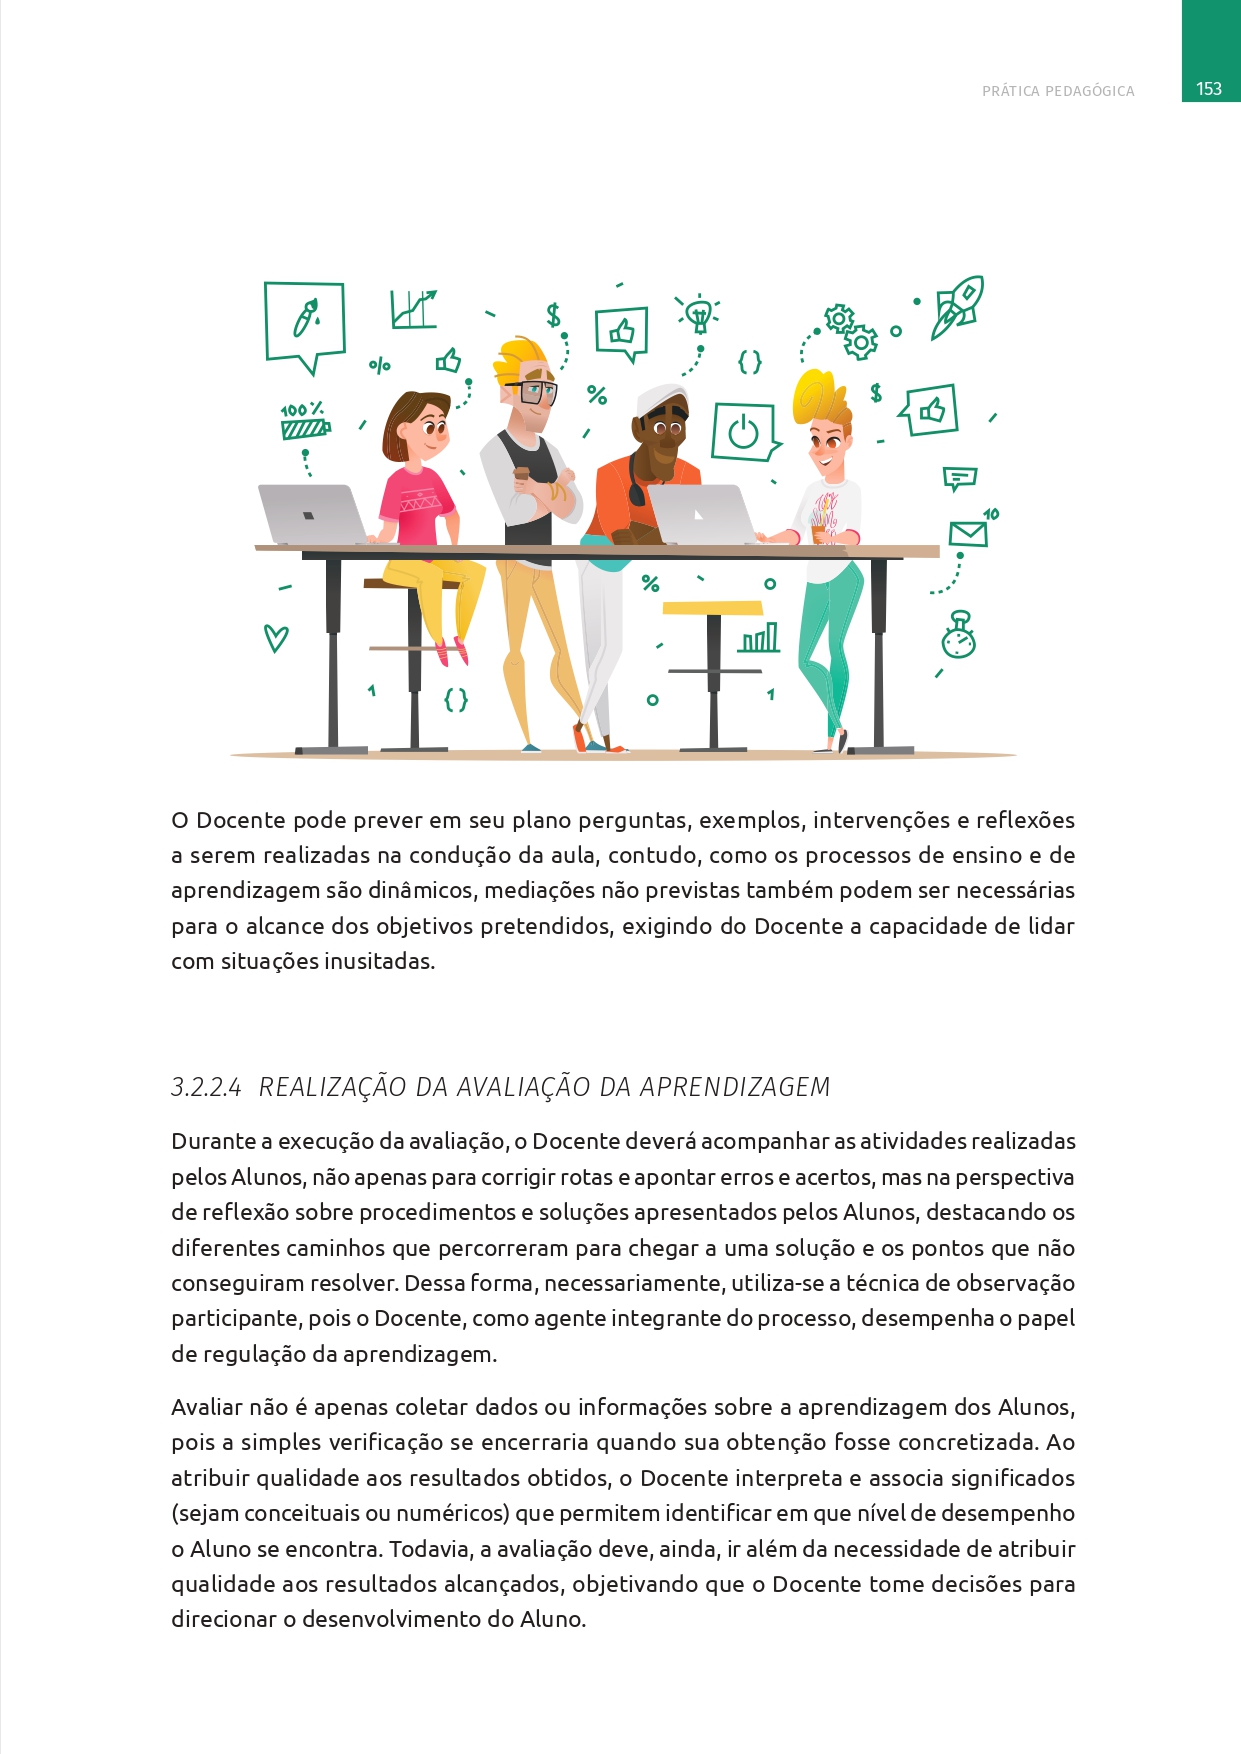 PRÁTICA PEDAGÓGICA
153
$
%
{ }
100 %
%
$
10
%
1
{ }
1
O Docente pode prever em seu plano perguntas, exemplos, intervenções e reflexões
a serem realizadas na condução da aula, contudo, como os processos de ensino e de
aprendizagem são dinâmicos, mediações não previstas também podem ser necessárias
para o alcance dos objetivos pretendidos, exigindo do Docente a capacidade de lidar
com situações inusitadas.
3.2.2.4 REALIZAÇÃO DA AVALIAÇÃO DA APRENDIZAGEM
Durante a execução da avaliação, o Docente deverá acompanhar as atividades realizadas
pelos Alunos, não apenas para corrigir rotas e apontar erros e acertos, mas na perspectiva
de reflexão sobre procedimentos e soluções apresentados pelos Alunos, destacando os
diferentes caminhos que percorreram para chegar a uma solução e os pontos que não
conseguiram resolver. Dessa forma, necessariamente, utiliza-se a técnica de observação
participante, pois o Docente, como agente integrante do processo, desempenha o papel
de regulação da aprendizagem.
Avaliar não é apenas coletar dados ou informações sobre a aprendizagem dos Alunos,
pois a simples verificação se encerraria quando sua obtenção fosse concretizada. Ao
atribuir qualidade aos resultados obtidos, o Docente interpreta e associa significados
(sejam conceituais ou numéricos) que permitem identificar em que nível de desempenho
o Aluno se encontra. Todavia, a avaliação deve, ainda, ir além da necessidade de atribuir
qualidade aos resultados alcançados, objetivando que o Docente tome decisões para
direcionar o desenvolvimento do Aluno.